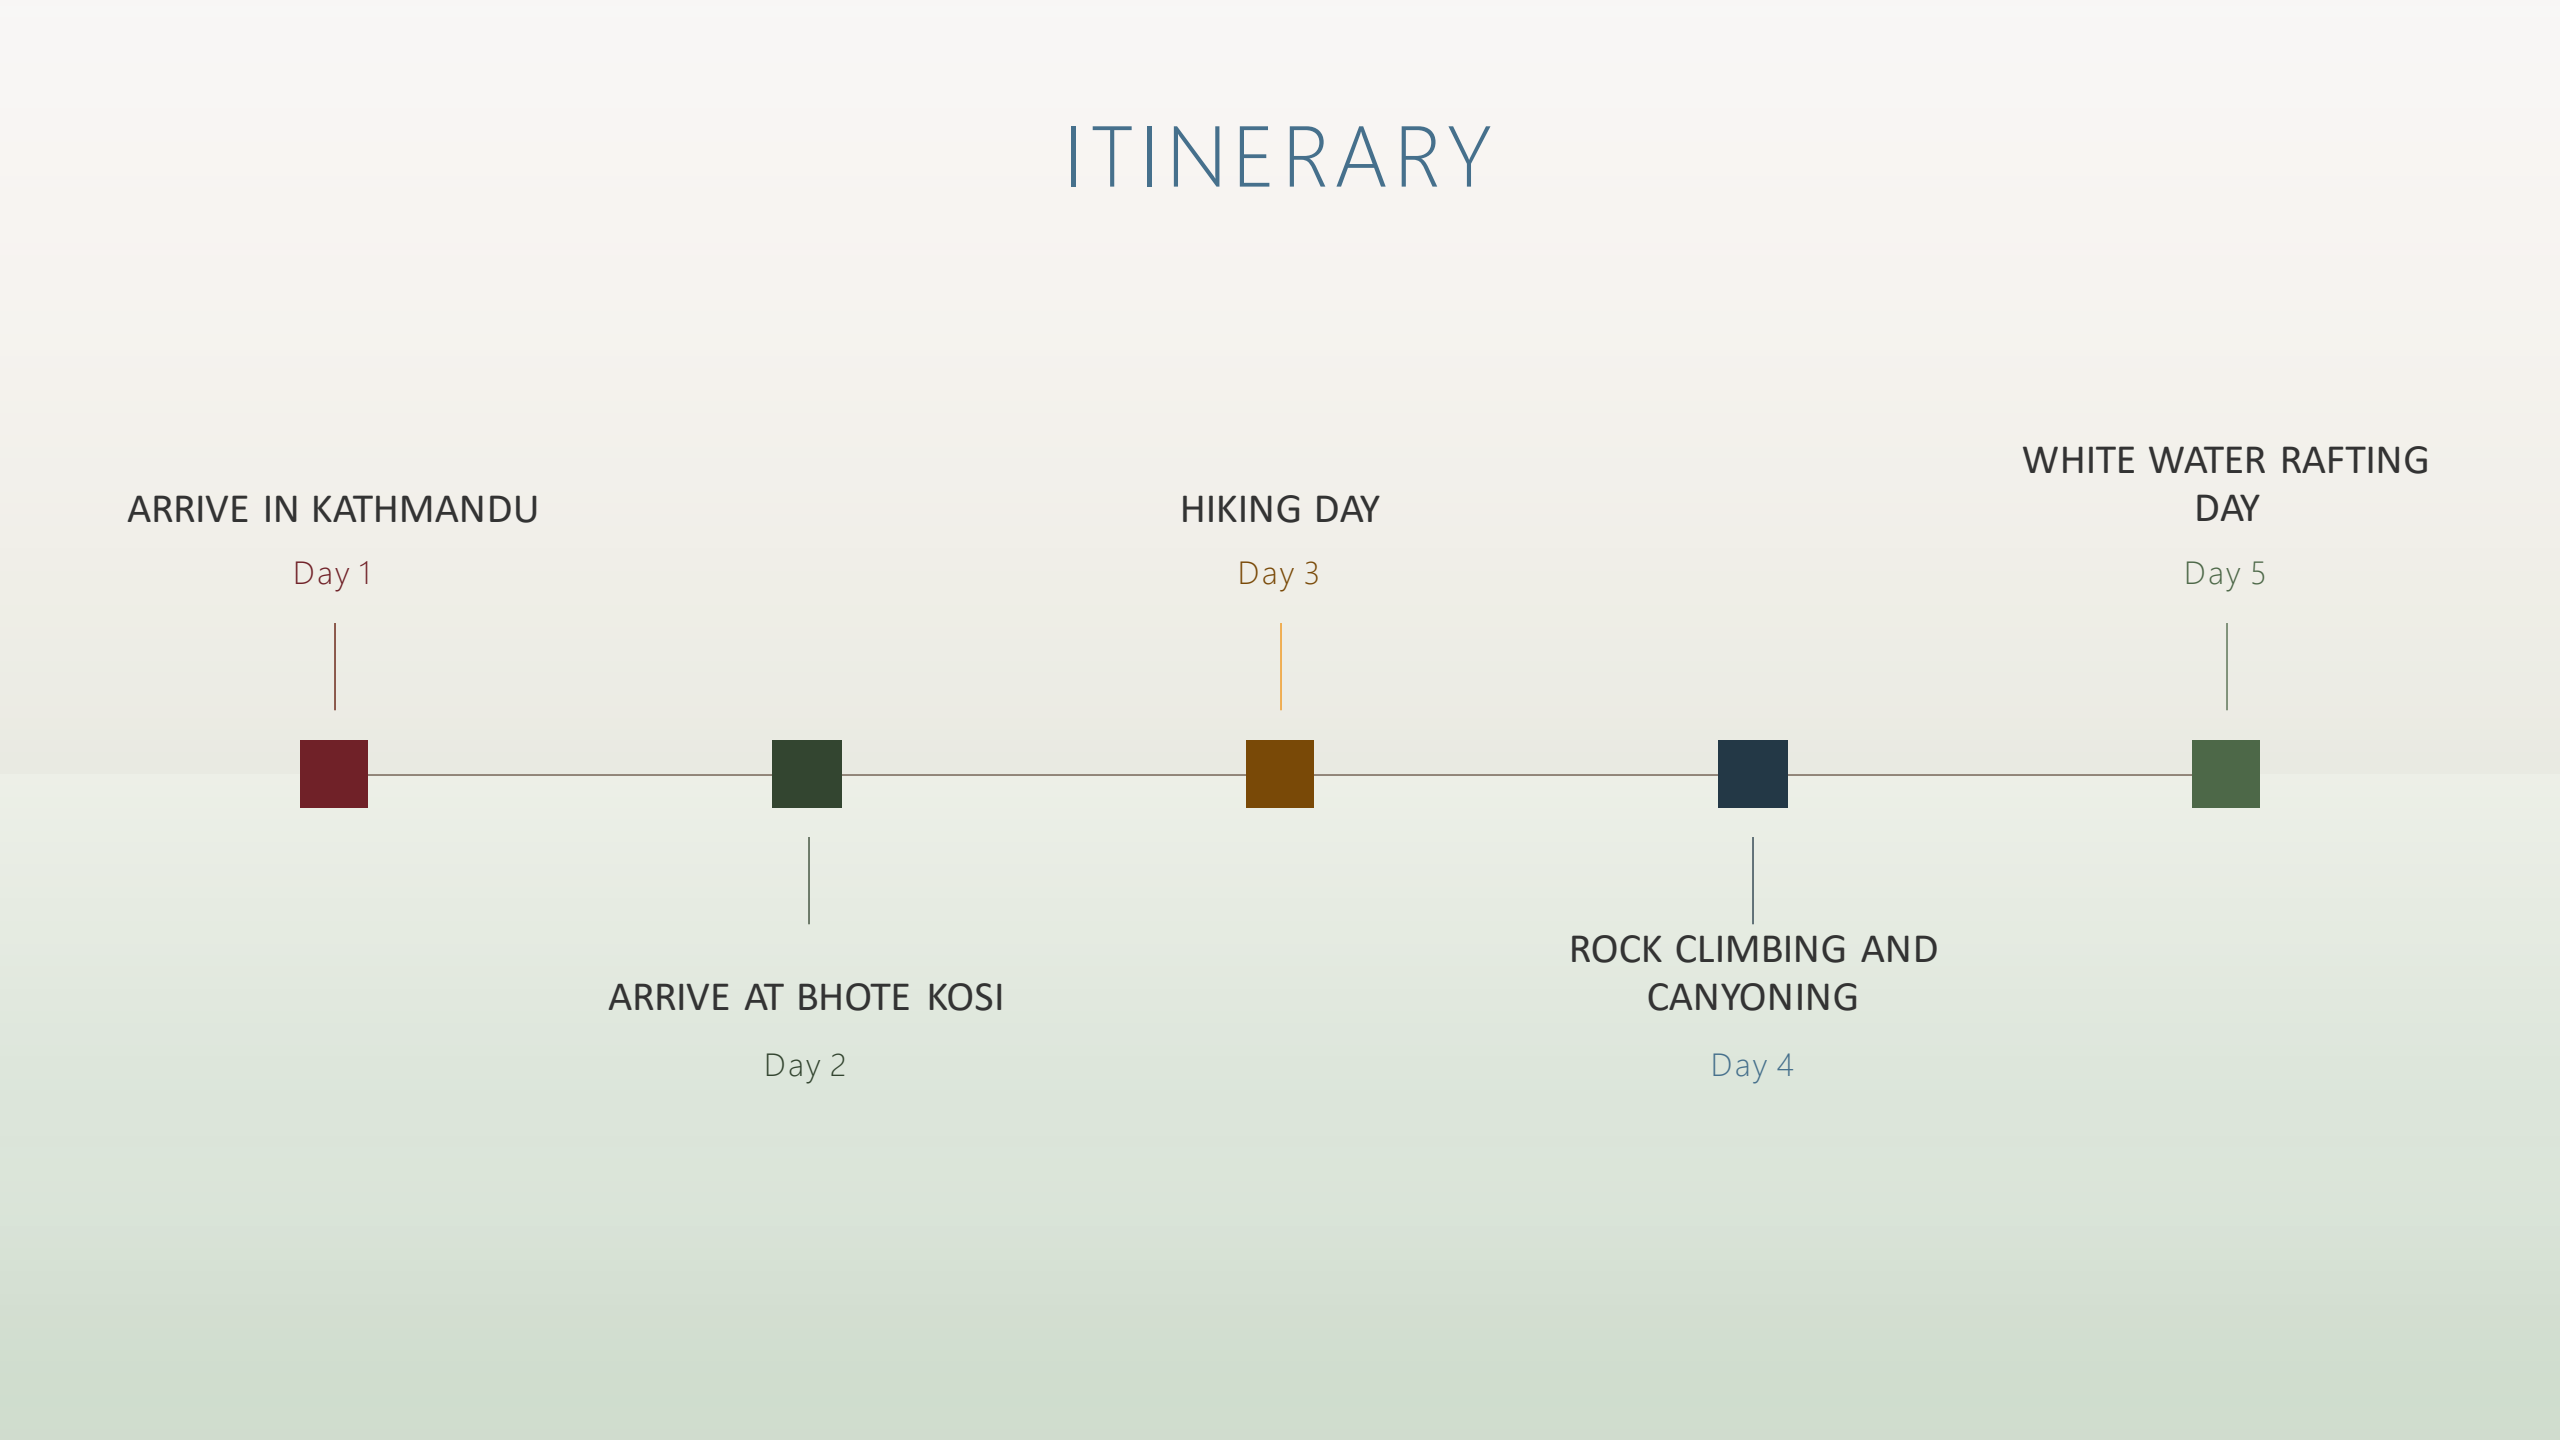 ITINERARY
ARRIVE IN KATHMANDU
Day 1
ARRIVE AT BHOTE KOSI
Day 2
HIKING DAY
Day 3
ROCK CLIMBING AND
CANYONING
Day 4
WHITE WATER RAFTING
DAY
Day 5